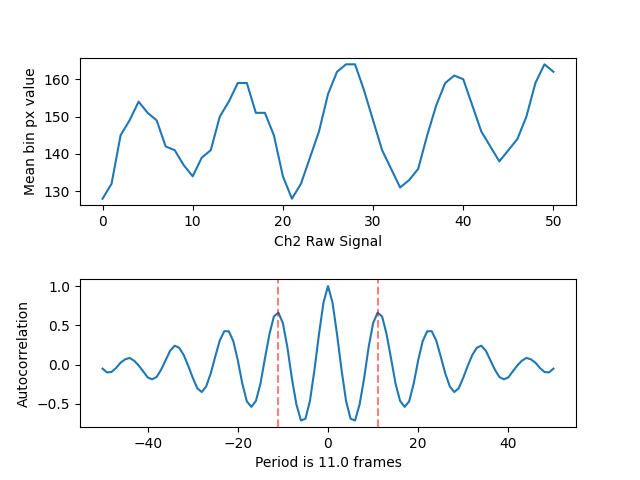 160
150
140
130
Mean bin px value
0 10 20 30 40 50
Ch2 Raw Signal
1.0
0.5
0.0
−0.5
Autocorrelation
−40 −20 0 20 40
Period is 11.0 frames